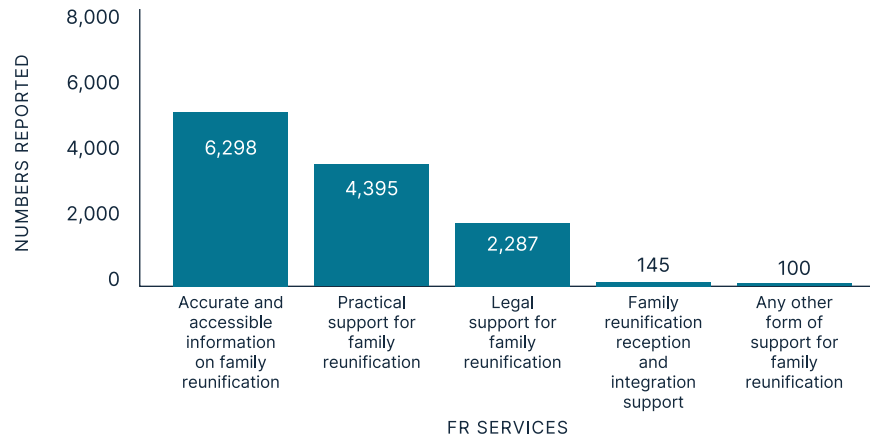 8,000
6,000
4,000
2,000
0
NUMBERS REPORTED
6,298
4,395
2,287
145
100
Accurate and
accessible
information
on family
reunification
Practical
support for
family
reunification
Legal
support for
family
reunification
Family
reunification
reception
and
integration
support
Any other
form of
support for
family
reunification
FR SERVICES